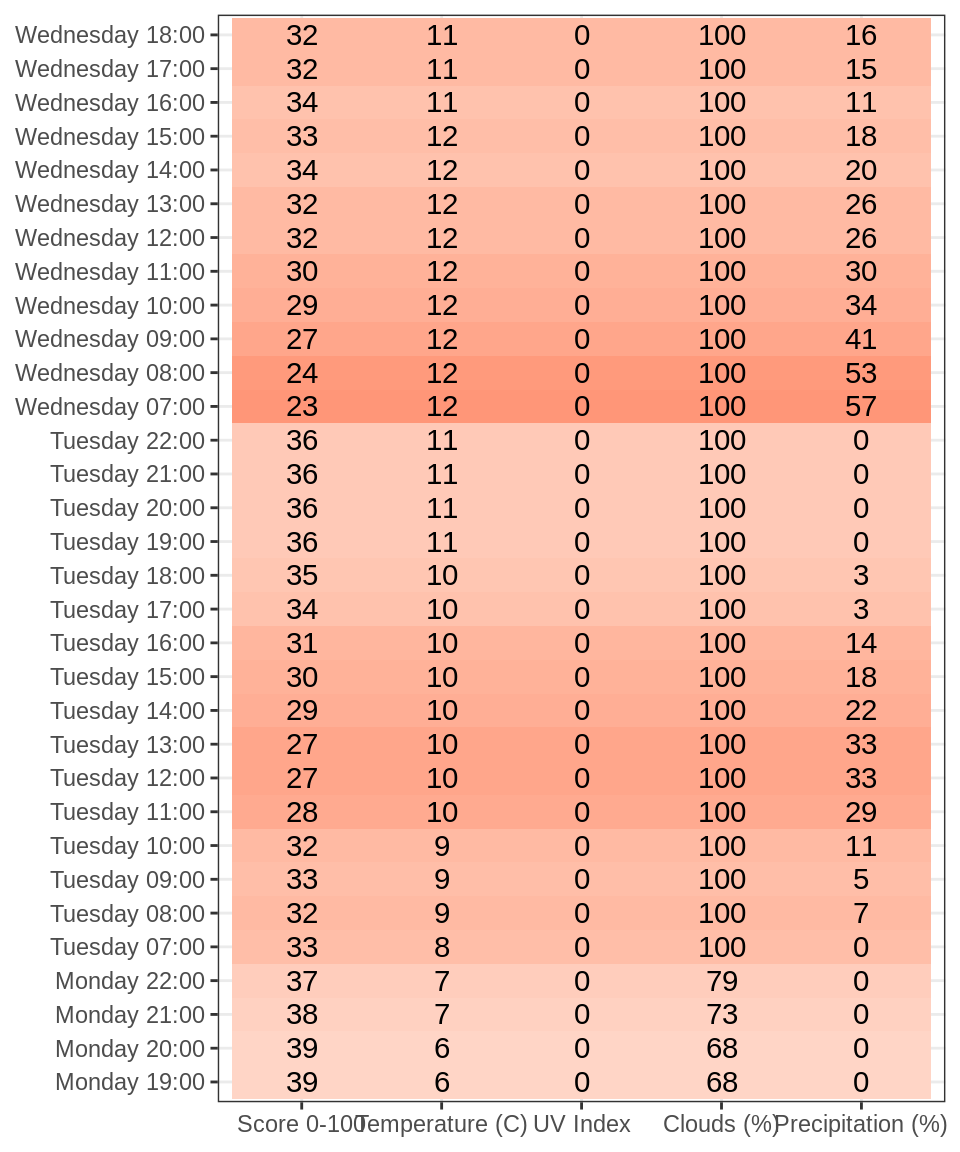 Wednesday 18:00 32 11 0 100 16
Wednesday 17:00 32 11 0 100 15
Wednesday 16:00 34 11 0 100 11
Wednesday 15:00 33 12 0 100 18
Wednesday 14:00 34 12 0 100 20
Wednesday 13:00 32 12 0 100 26
Wednesday 12:00 32 12 0 100 26
Wednesday 11:00 30 12 0 100 30
Wednesday 10:00 29 12 0 100 34
Wednesday 09:00 27 12 0 100 41
Wednesday 08:00 24 12 0 100 53
Wednesday 07:00 23 12 0 100 57
Tuesday 22:00 36 11 0 100 0
Tuesday 21:00 36 11 0 100 0
Tuesday 20:00 36 11 0 100 0
Tuesday 19:00 36 11 0 100 0
Tuesday 18:00 35 10 0 100 3
Tuesday 17:00 34 10 0 100 3
Tuesday 16:00 31 10 0 100 14
Tuesday 15:00 30 10 0 100 18
Tuesday 14:00 29 10 0 100 22
Tuesday 13:00 27 10 0 100 33
Tuesday 12:00 27 10 0 100 33
Tuesday 11:00 28 10 0 100 29
Tuesday 10:00 32 9 0 100 11
Tuesday 09:00 33 9 0 100 5
Tuesday 08:00 32 9 0 100 7
Tuesday 07:00 33 8 0 100 0
Monday 22:00 37 7 0 79 0
Monday 21:00 38 7 0 73 0
Monday 20:00 39 6 0 68 0
Monday 19:00 39 6 0 68 0
Score 0-100 Temperature (C) UV Index Clouds (%) Precipitation (%)